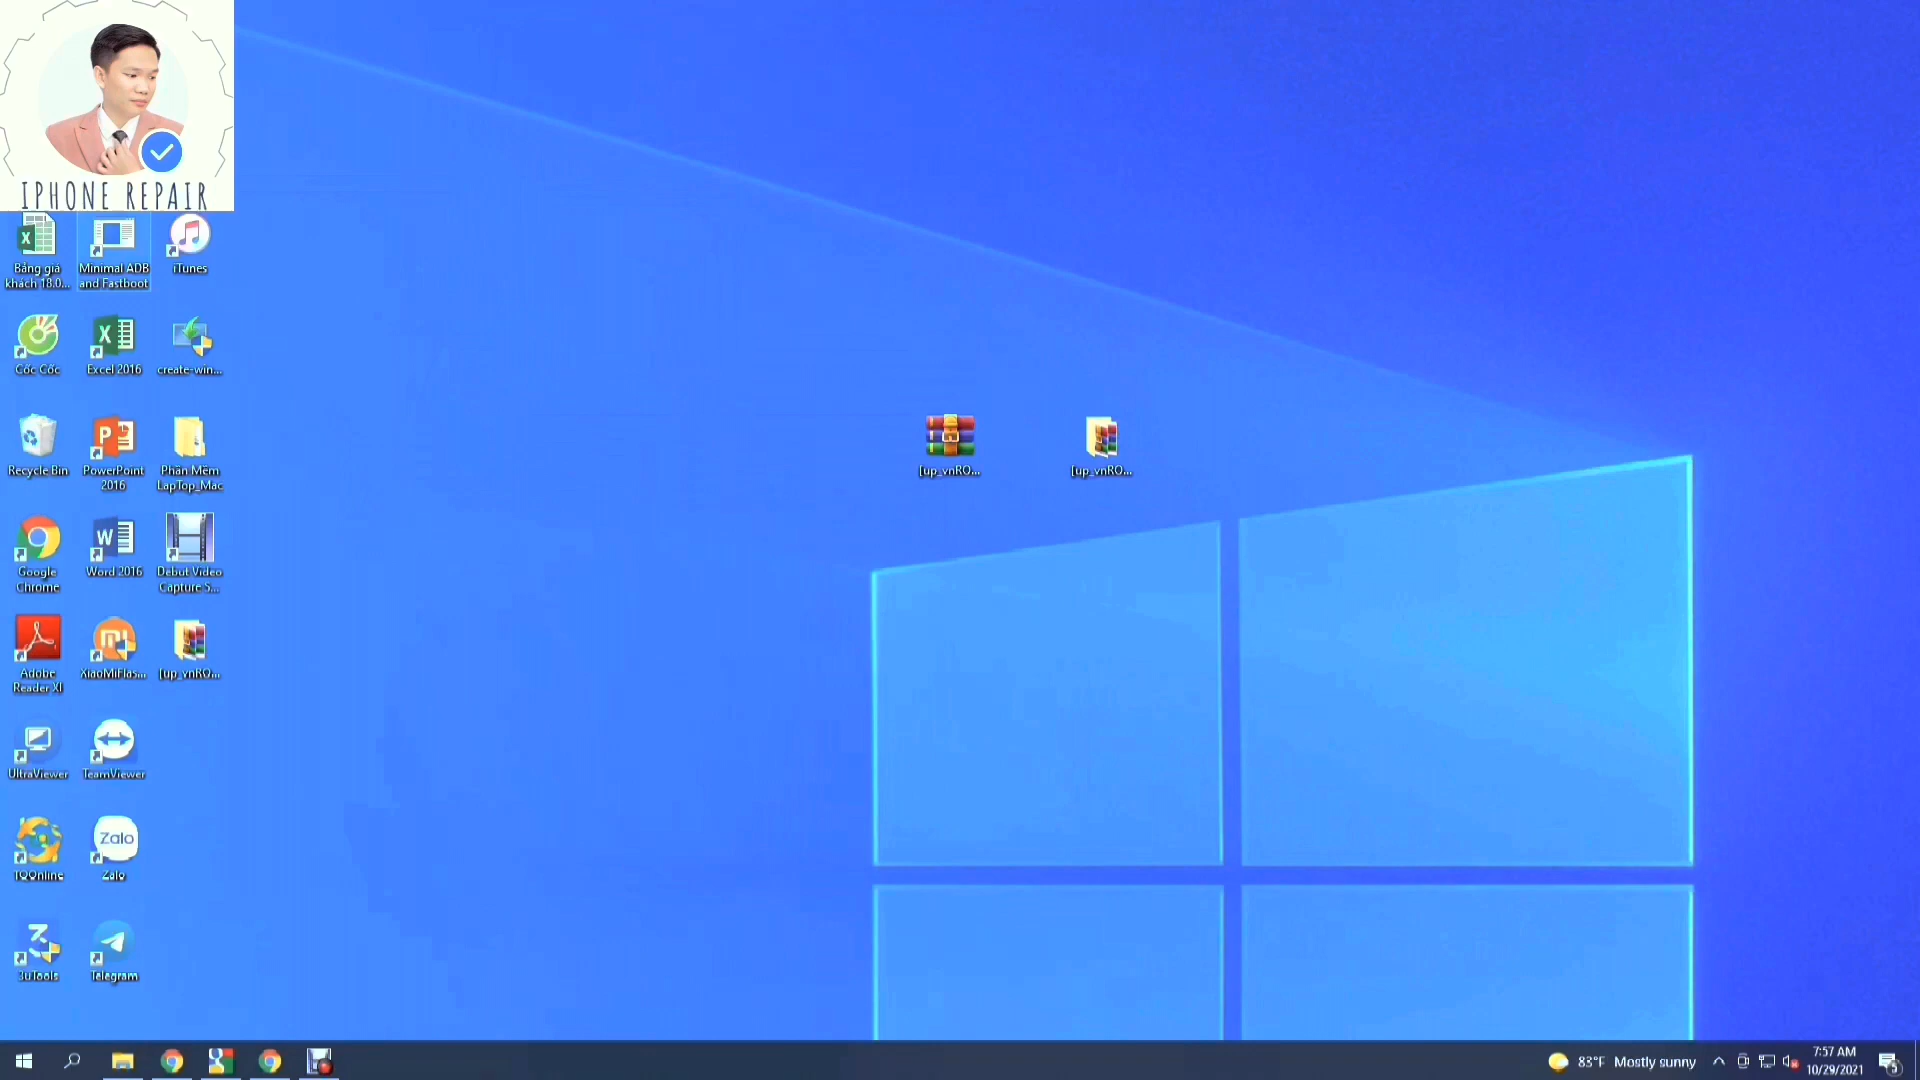 IPHONE REPAIR
Bảng giá
khách 18.0...
Minimal ADB
and Fastboot
iTunes
Cốc Cốc
Excel 2016
create-win...
Recycle Bin
PowerPoint
2016
Phần Mềm
LapTop_Mac
[up_vnRO...
[up_vnRO...
Google
Chrome
Word 2016
Debut Video
Capture S...
Adobe
Reader XI
XiaoMiFlas...
[up_vnRO...
UltraViewer
TeamViewer
TQOnline
Zalo
Zalo
3uTools
Telegram
83°F Mostly sunny
7:57 AM
10/29/2021
5